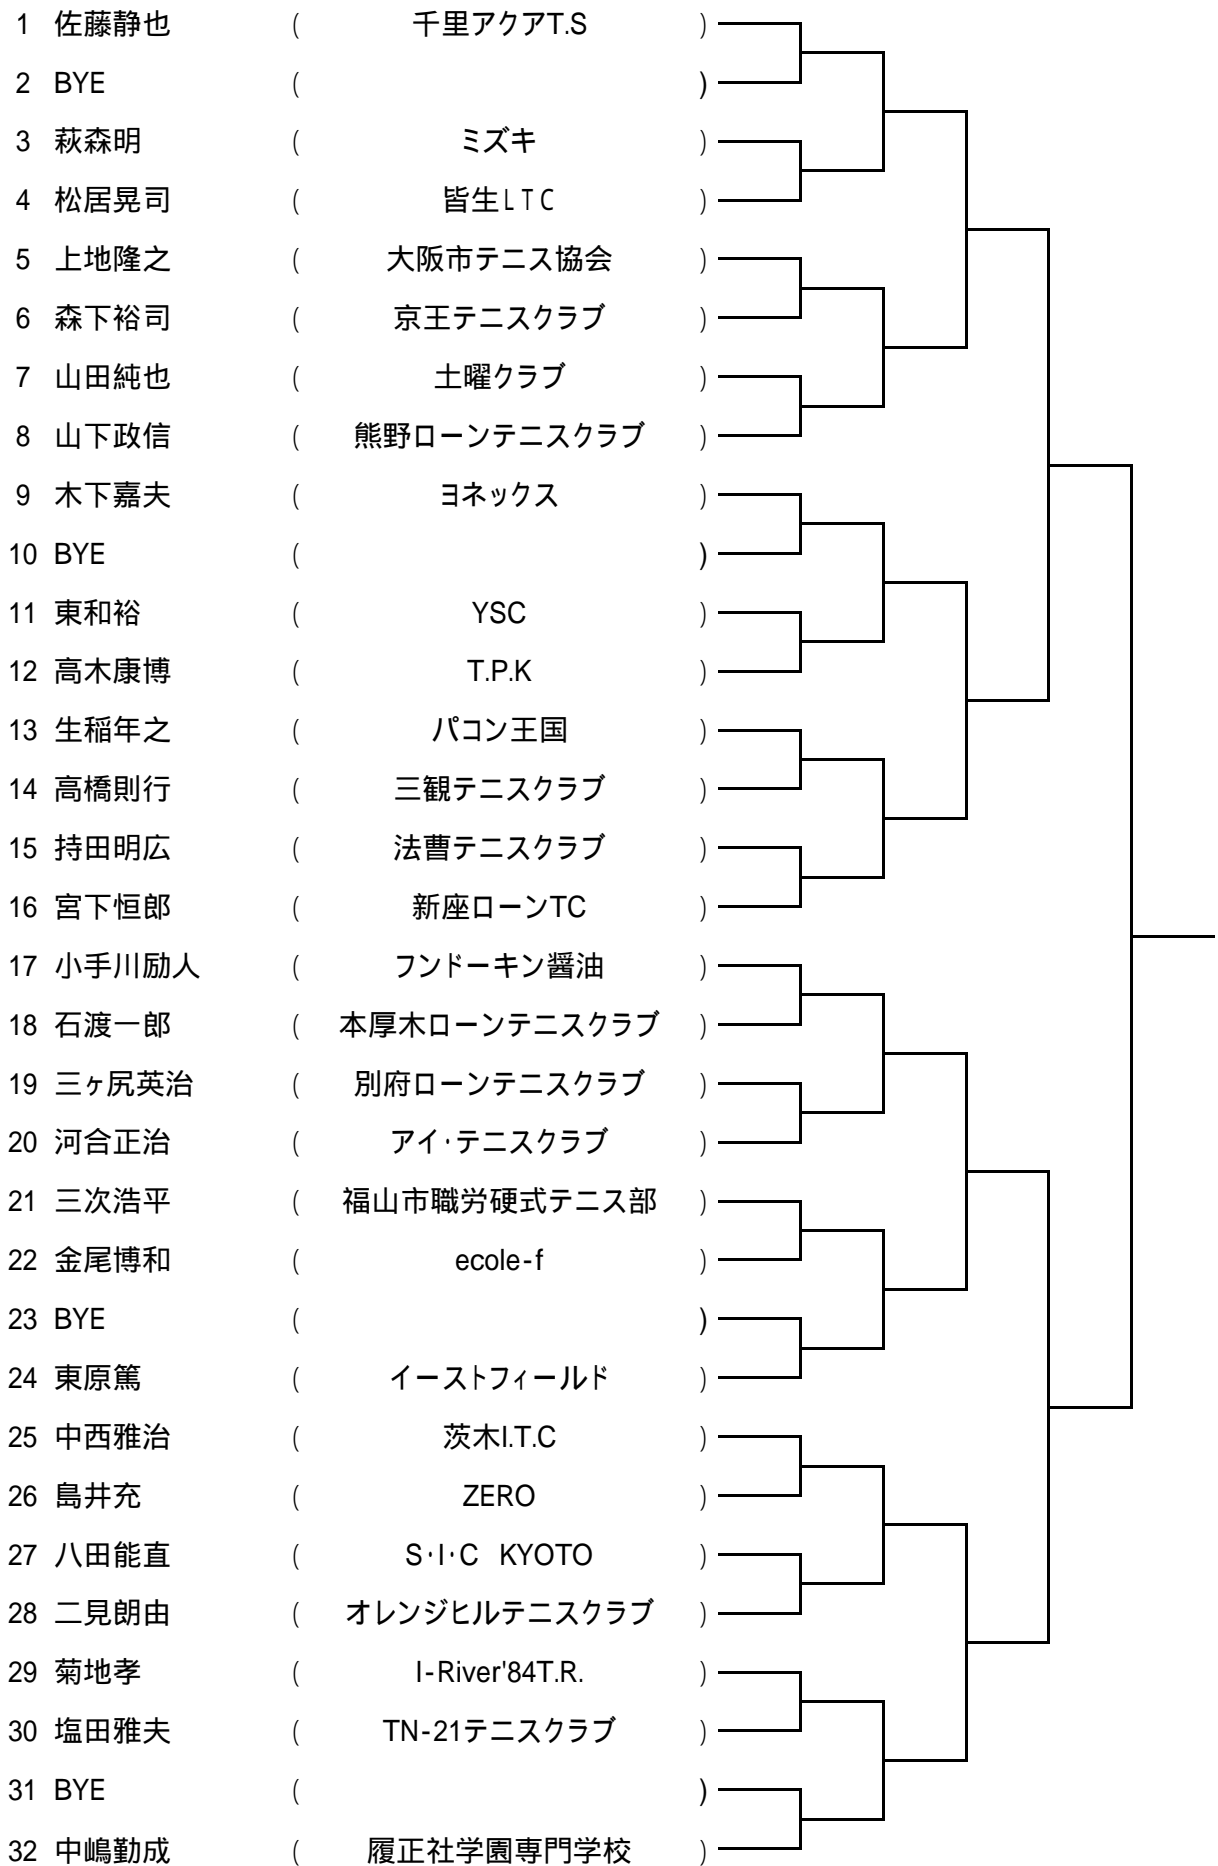 1 佐藤静也 ( 千里アクアT.S )
2 BYE ( )
3 萩森明 ( ミズキ )
4 松居晃司 ( 皆生LTC )
5 上地隆之 ( 大阪市テニス協会 )
6 森下裕司 ( 京王テニスクラブ )
7 山田純也 ( 土曜クラブ )
8 山下政信 ( 熊野ローンテニスクラブ )
9 木下嘉夫 ( ヨネックス )
10 BYE ( )
11 東和裕 ( YSC )
12 高木康博 ( T.P.K )
13 生稲年之 ( パコン王国 )
14 高橋則行 ( 三観テニスクラブ )
15 持田明広 ( 法曹テニスクラブ )
16 宮下恒郎 ( 新座ローンTC )
17 小手川励人 ( フンドーキン醤油 )
18 石渡一郎 ( 本厚木ローンテニスクラブ )
19 三ヶ尻英治 ( 別府ローンテニスクラブ )
20 河合正治 ( アイ・テニスクラブ )
21 三次浩平 ( 福山市職労硬式テニス部 )
22 金尾博和 ( ecole-f )
23 BYE ( )
24 東原篤 ( イーストフィールド )
25 中西雅治 ( 茨木I.T.C )
26 島井充 ( ZERO )
27 八田能直 ( S・I・C KYOTO )
28 二見朗由 ( オレンジヒルテニスクラブ )
29 菊地孝 ( I-River'84T.R. )
30 塩田雅夫 ( TN-21テニスクラブ )
31 BYE ( )
32 中嶋勤成 ( 履正社学園専門学校 )